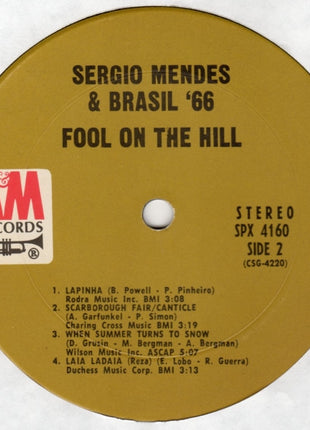 SERGIO MENDES
& BRASIL '66
FOOL ON THE HILL
&
M
CORDS
®
STEREO
SPX 4160
SIDE 2
(CSG-4220)
1. LAPINHA (B. Powell - P. Pinheiro)
Rodra Music Inc. BMI 3:08
2. SCARBOROUGH FAIR/CANTICLE
(A. Garfunkel - P. Simon)
Charing Cross Music BMI 3:19
3. WHEN SUMMER TURNS TO SNOW
(D. Grusin - M. Bergman - A. Bergman)
Wilson Music Inc. ASCAP 5:07
4. LAIA LADAIA (Reza) (E. Lobo - R. Guerra)
Duchess Music Corp. BMI 3:13